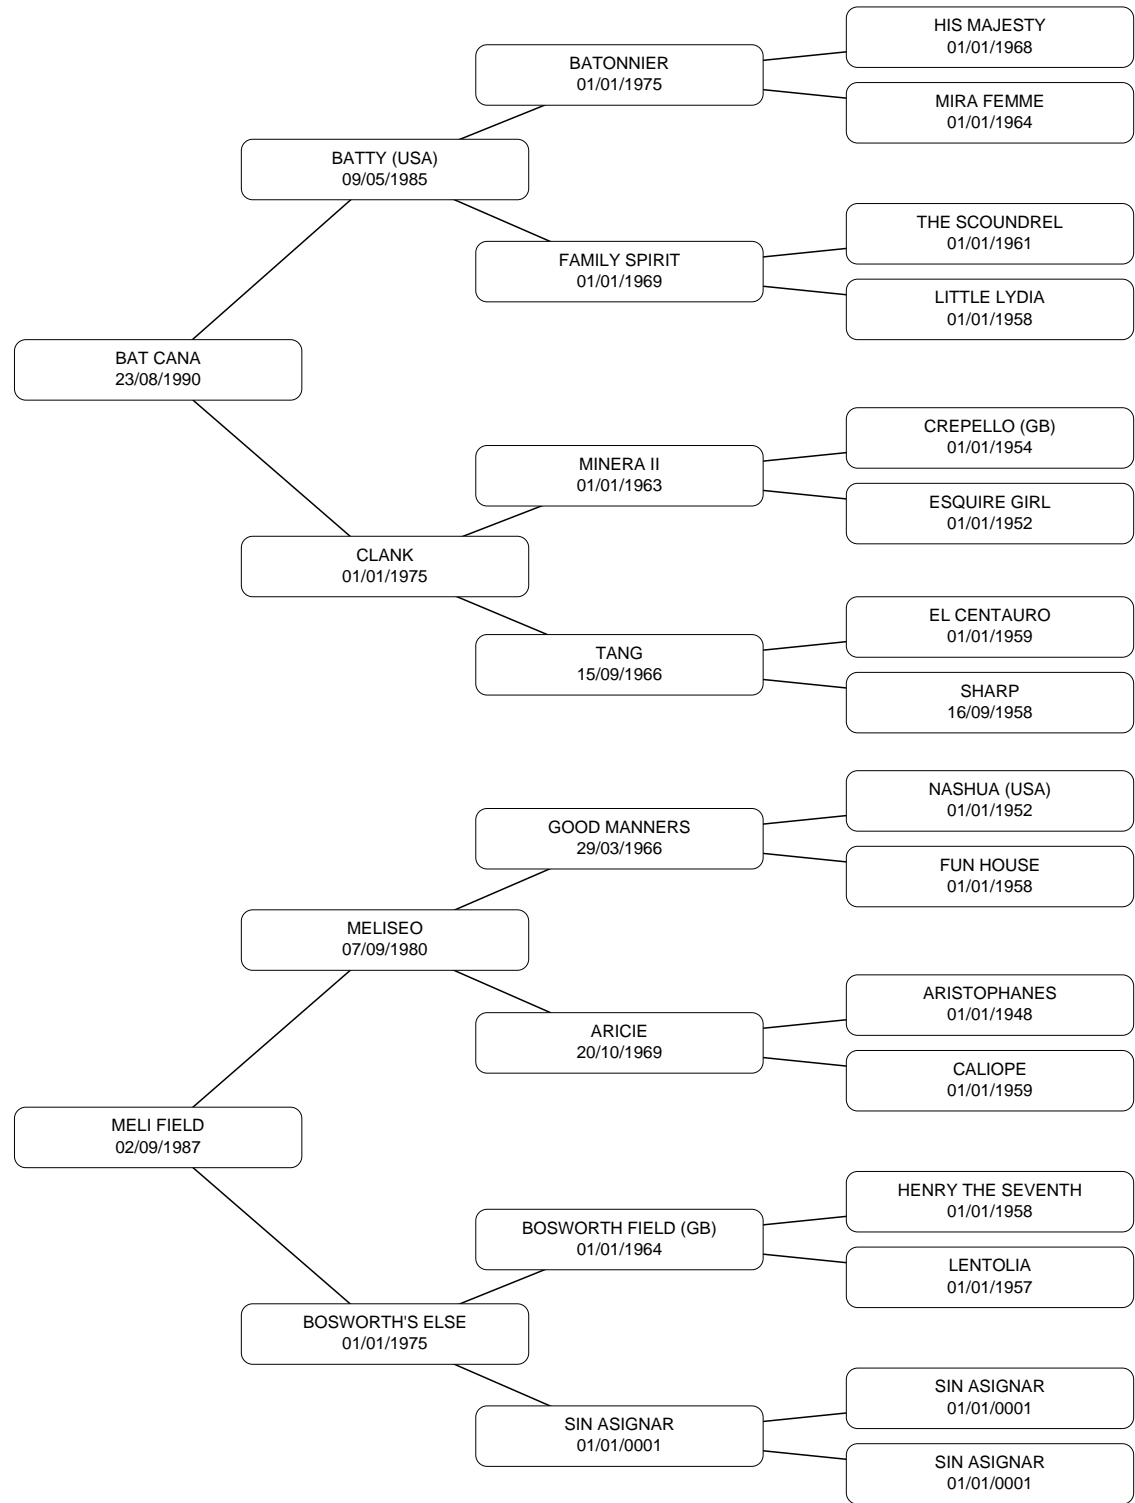 HIS MAJESTY
01/01/1968
BATONNIER
01/01/1975
MIRA FEMME
01/01/1964
BATTY (USA)
09/05/1985
THE SCOUNDREL
01/01/1961
FAMILY SPIRIT
01/01/1969
LITTLE LYDIA
01/01/1958
BAT CANA
23/08/1990
CREPELLO (GB)
01/01/1954
MINERA II
01/01/1963
ESQUIRE GIRL
01/01/1952
CLANK
01/01/1975
EL CENTAURO
01/01/1959
TANG
15/09/1966
SHARP
16/09/1958
NASHUA (USA)
01/01/1952
GOOD MANNERS
29/03/1966
FUN HOUSE
01/01/1958
MELISEO
07/09/1980
ARISTOPHANES
01/01/1948
ARICIE
20/10/1969
CALIOPE
01/01/1959
MELI FIELD
02/09/1987
HENRY THE SEVENTH
01/01/1958
BOSWORTH FIELD (GB)
01/01/1964
LENTOLIA
01/01/1957
BOSWORTH'S ELSE
01/01/1975
SIN ASIGNAR
01/01/0001
SIN ASIGNAR
01/01/0001
SIN ASIGNAR
01/01/0001